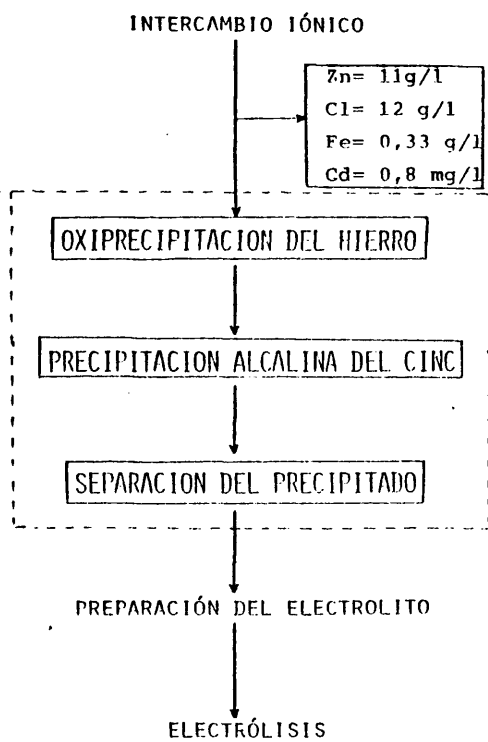 INTERCAMBIO IÓNICO
Zn= 11g/l
Cl= 12 g/l
Fe= 0,33 g/l
Cd= 0,8 mg/l
OXIPRECIPITACION DEL HIERRO
PRECIPITACION ALCALINA DEL CINC
SEPARACION DEL PRECIPITADO
PREPARACIÓN DEL ELECTROLITO
ELECTRÓLISIS